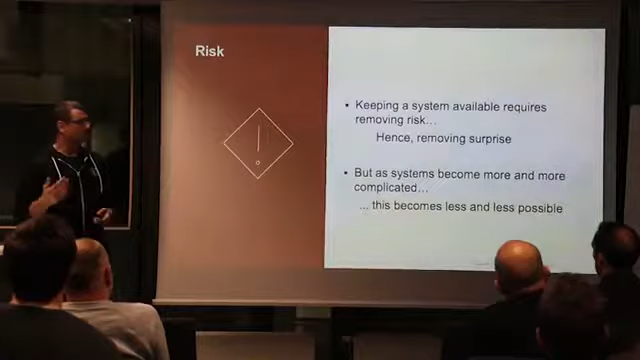 Risk
• Keeping a system available requires
removing risk…
Hence, removing surprise
• But as systems become more and more
complicated…
… this becomes less and less possible